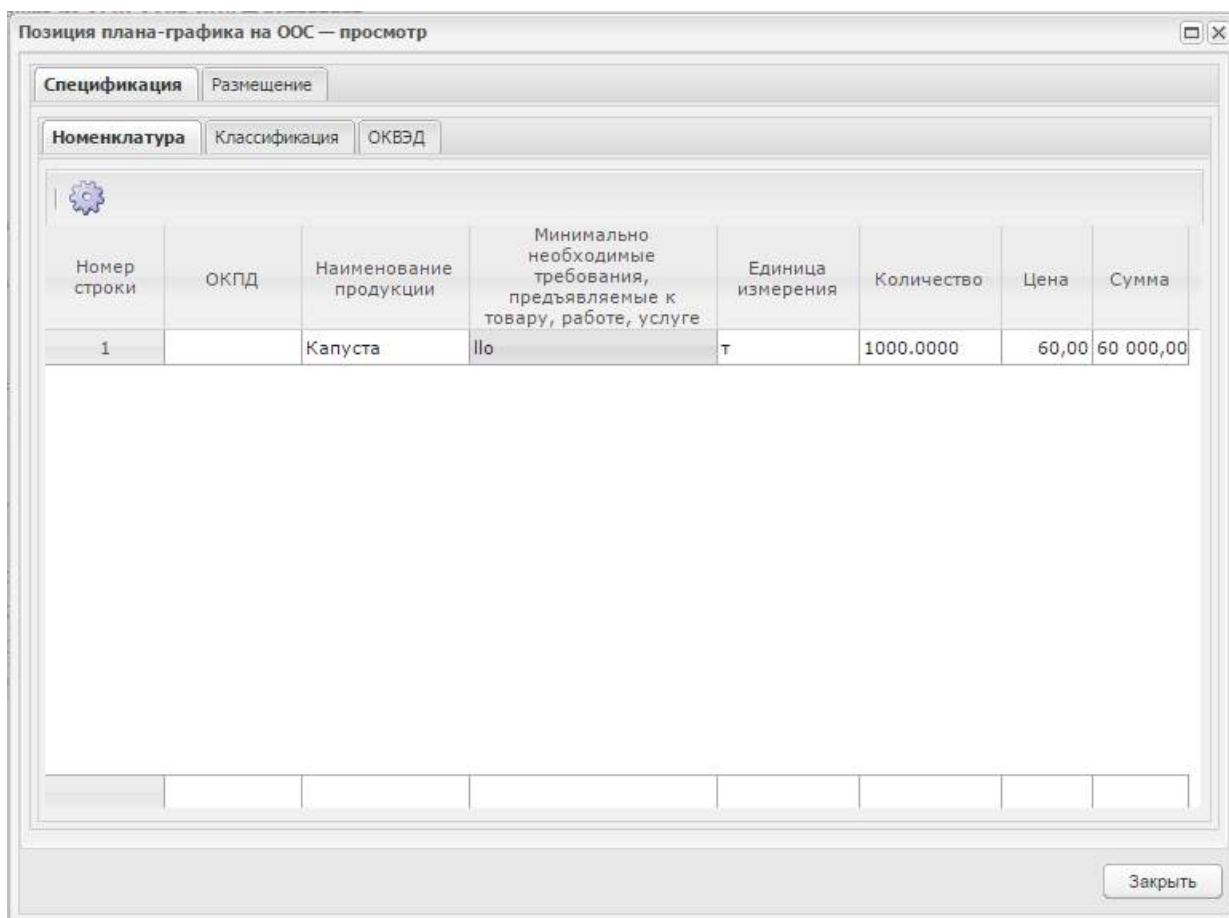 Позиция плана-графика на ООС — просмотр
Спецификация Размещение
Номенклатура Классификация ОКВЭД
Номер строки ОКПД Наименование продукции Минимально необходимые требования, предъявляемые к товару, работе, услуге Единица измерения Количество Цена Сумма
1 Капуста llo т 1000.0000 60,00 60 000,00
Закрыть